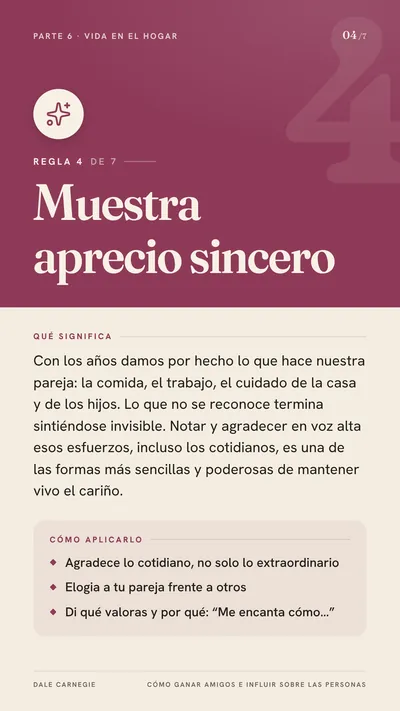 PARTE 6 · VIDA EN EL HOGAR
04/7
4
REGLA 4 DE 7
Muestra
aprecio sincero
QUÉ SIGNIFICA
Con los años damos por hecho lo que hace nuestra
pareja: la comida, el trabajo, el cuidado de la casa
y de los hijos. Lo que no se reconoce termina
sintiéndose invisible. Notar y agradecer en voz alta
esos esfuerzos, incluso los cotidianos, es una de
las formas más sencillas y poderosas de mantener
vivo el cariño.
CÓMO APLICARLO
◆ Agradece lo cotidiano, no solo lo extraordinario
◆ Elogia a tu pareja frente a otros
◆ Di qué valoras y por qué: “Me encanta cómo…”
DALE CARNEGIE
CÓMO GANAR AMIGOS E INFLUIR SOBRE LAS PERSONAS